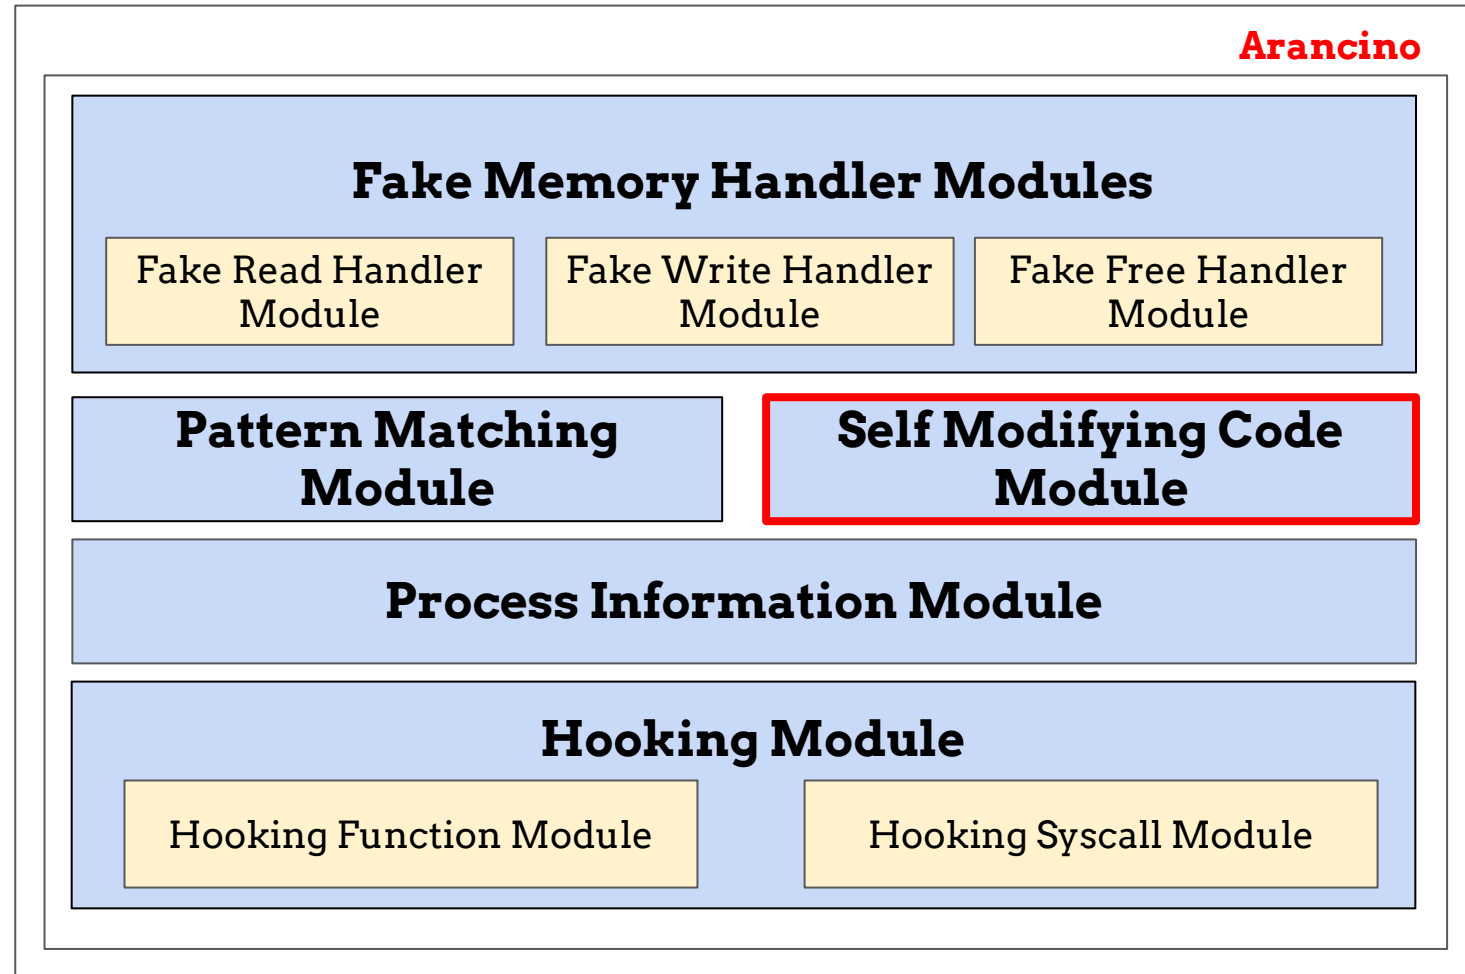 Arancino
Fake Memory Handler Modules
Fake Read Handler
Module
Fake Write Handler
Module
Fake Free Handler
Module
Pattern Matching
Module
Self Modifying Code
Module
Process Information Module
Hooking Module
Hooking Function Module
Hooking Syscall Module